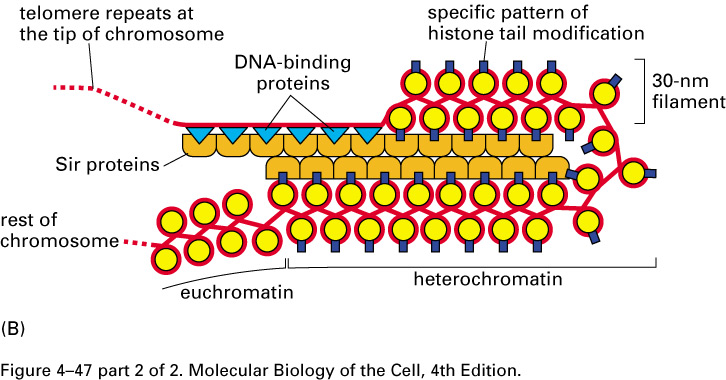 telomere repeats at
the tip of chromosome
specific pattern of
histone tail modification
DNA-binding
proteins
30-nm
filament
Sir proteins
rest of
chromosome
euchromatin
heterochromatin
(B)
Figure 4–47 part 2 of 2. Molecular Biology of the Cell, 4th Edition.